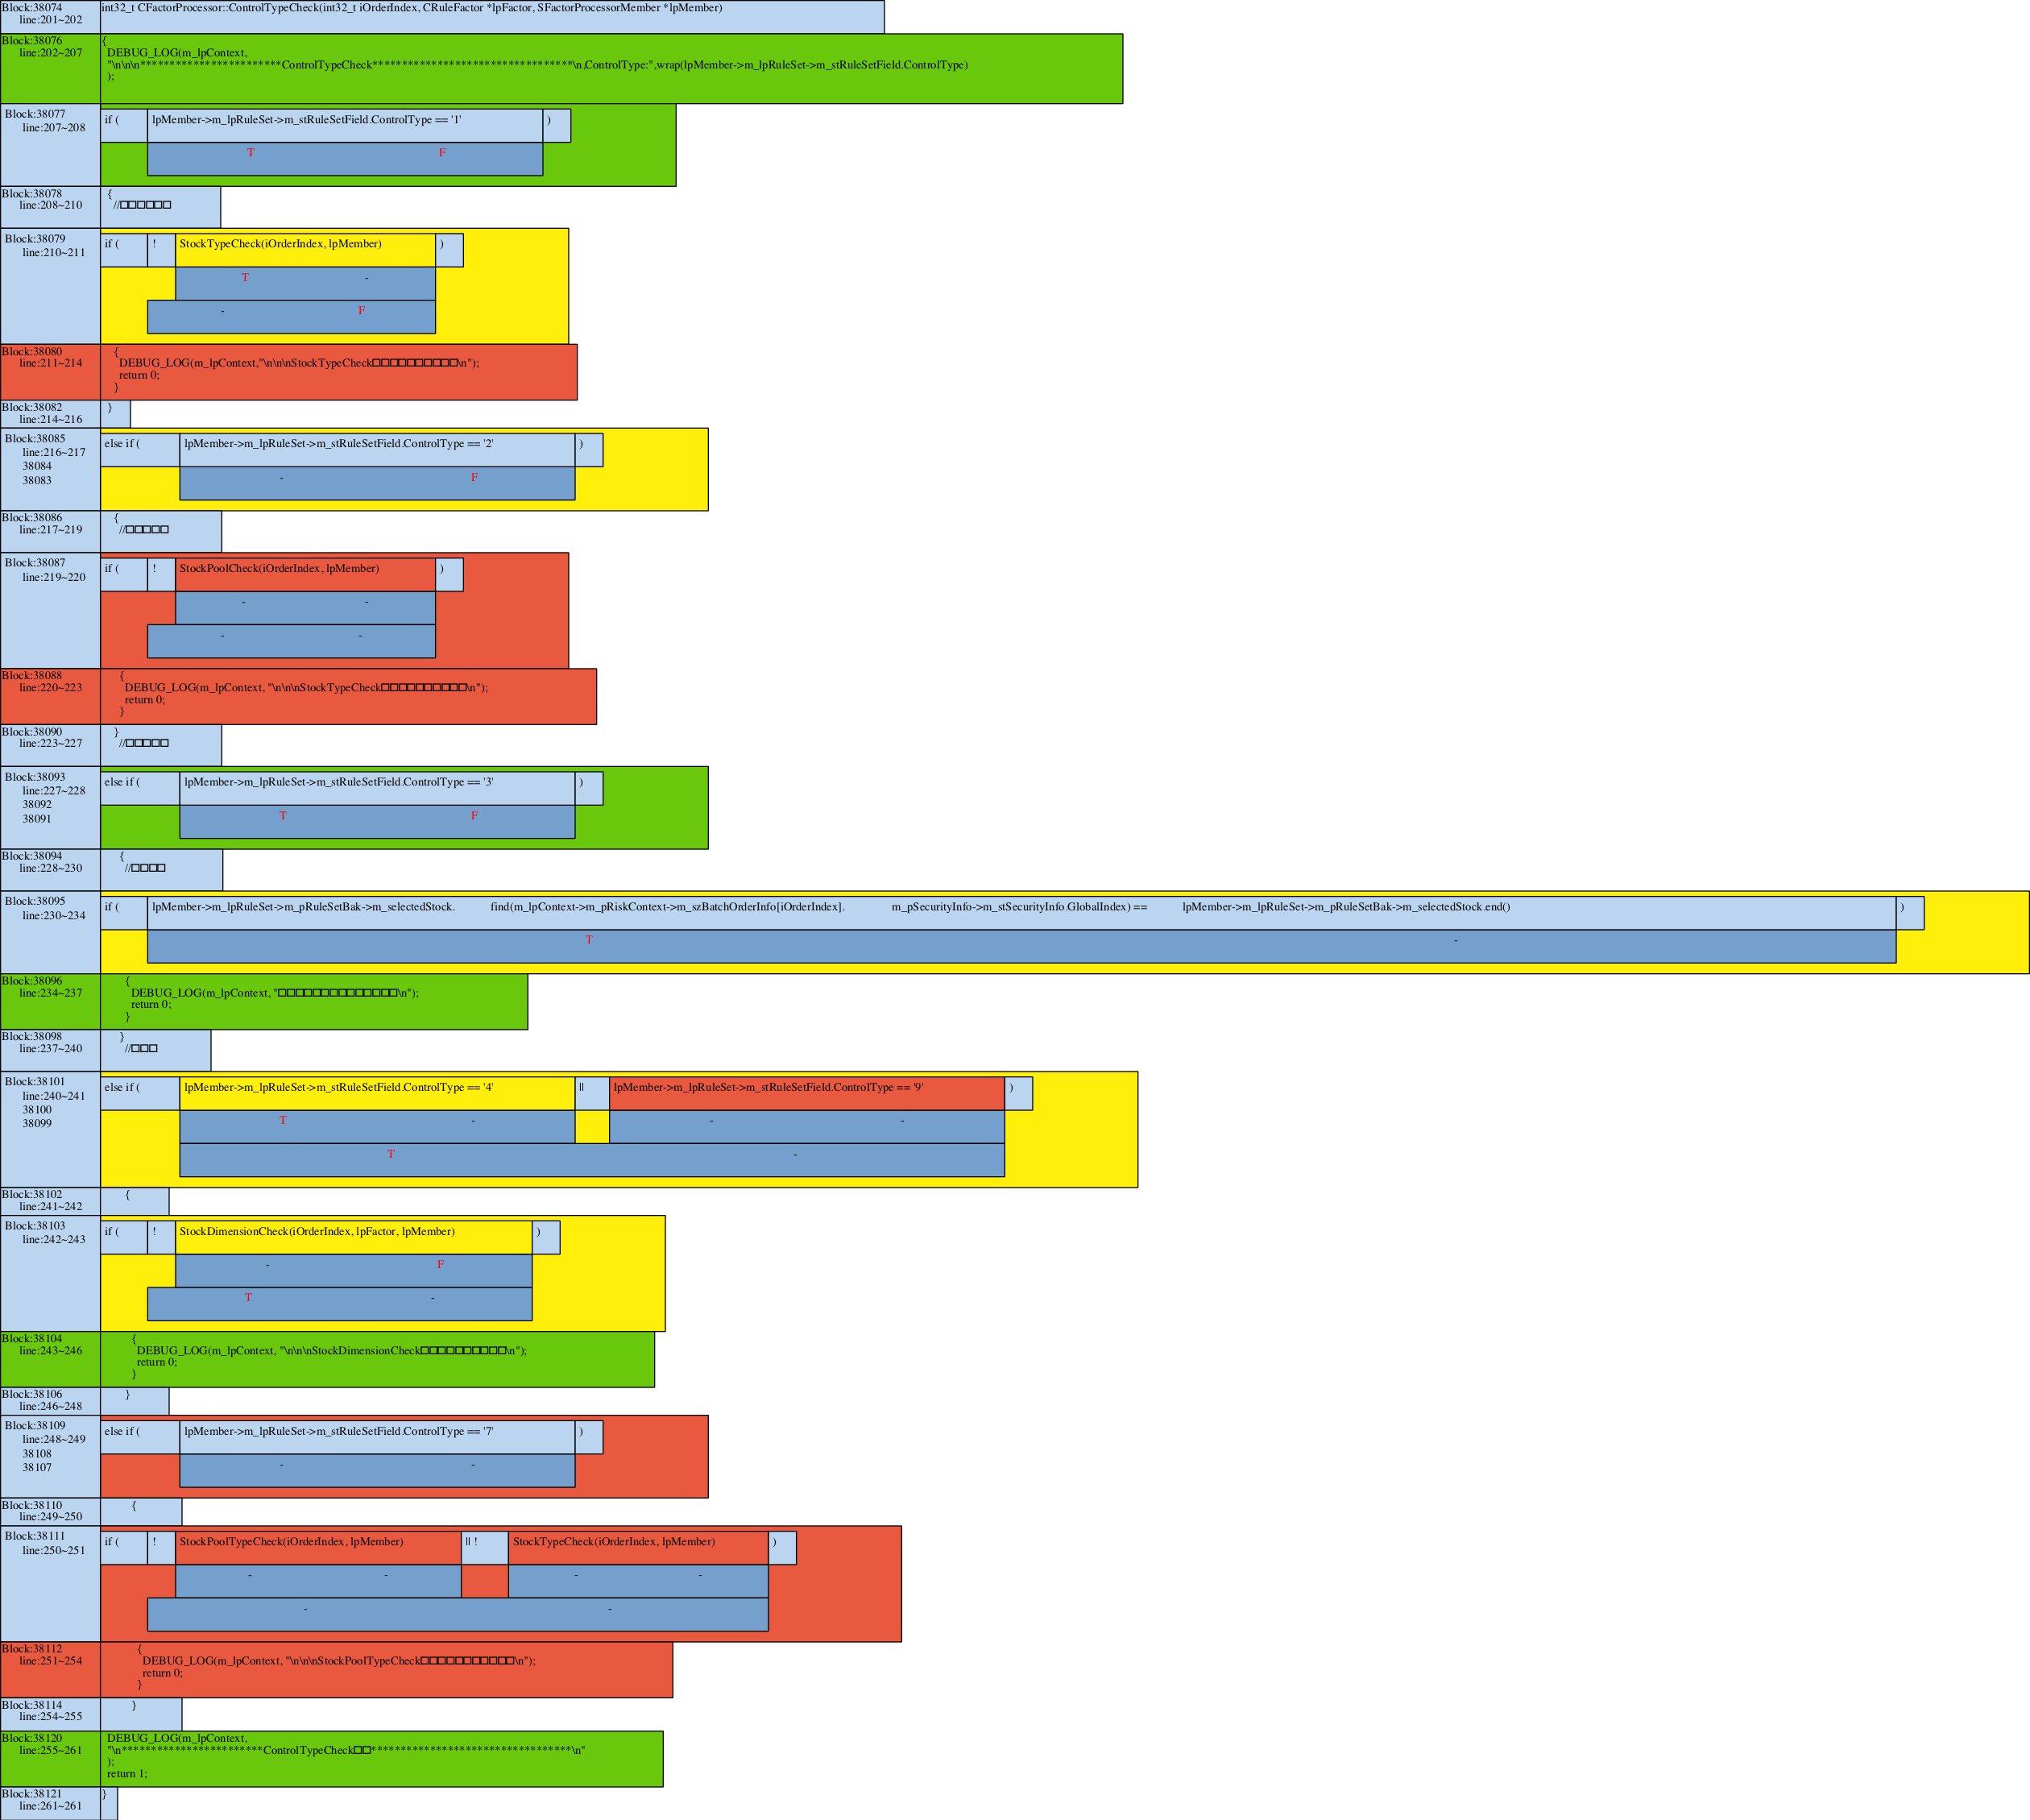 Block:38074 int32_t CFactorProcessor::ControlTypeCheck(int32_t iOrderIndex, CRuleFactor *lpFactor, SFactorProcessorMember *lpMember)
line:201~202
Block:38076 {
line:202~207 DEBUG_LOG(m_lpContext,
"\n\n\n************************ControlTypeCheck**********************************\n,ControlType:",wrap(lpMember->m_lpRuleSet->m_stRuleSetField.ControlType)
);
Block:38077 if ( lpMember->m_lpRuleSet->m_stRuleSetField.ControlType == '1' )
line:207~208
T F
Block:38078 {
line:208~210 //□□□□□□
Block:38079 if ( ! StockTypeCheck(iOrderIndex, lpMember) )
line:210~211
T -
- F
Block:38080 {
line:211~214 DEBUG_LOG(m_lpContext,"\n\n\nStockTypeCheck□□□□□□□□□□\n");
return 0;
}
Block:38082 }
line:214~216
Block:38085 else if ( lpMember->m_lpRuleSet->m_stRuleSetField.ControlType == '2' )
line:216~217
38084
38083
- F
Block:38086 {
line:217~219 //□□□□□
Block:38087 if ( ! StockPoolCheck(iOrderIndex, lpMember) )
line:219~220
- -
- -
Block:38088 {
line:220~223 DEBUG_LOG(m_lpContext, "\n\n\nStockTypeCheck□□□□□□□□□□\n");
return 0;
}
Block:38090 }
line:223~227 //□□□□□
Block:38093 else if ( lpMember->m_lpRuleSet->m_stRuleSetField.ControlType == '3' )
line:227~228
38092
38091
T F
Block:38094 {
line:228~230 //□□□□
Block:38095 if ( lpMember->m_lpRuleSet->m_pRuleSetBak->m_selectedStock. find(m_lpContext->m_pRiskContext->m_szBatchOrderInfo[iOrderIndex]. m_pSecurityInfo->m_stSecurityInfo.GlobalIndex) == lpMember->m_lpRuleSet->m_pRuleSetBak->m_selectedStock.end() )
line:230~234
T -
Block:38096 {
line:234~237 DEBUG_LOG(m_lpContext, "□□□□□□□□□□□□□□\n");
return 0;
}
Block:38098 }
line:237~240 //□□□
Block:38101 else if ( lpMember->m_lpRuleSet->m_stRuleSetField.ControlType == '4' || lpMember->m_lpRuleSet->m_stRuleSetField.ControlType == '9' )
line:240~241
38100
38099
T - - -
T -
Block:38102 {
line:241~242
Block:38103 if ( ! StockDimensionCheck(iOrderIndex, lpFactor, lpMember) )
line:242~243
- F
T -
Block:38104 {
line:243~246 DEBUG_LOG(m_lpContext, "\n\n\nStockDimensionCheck□□□□□□□□□□\n");
return 0;
}
Block:38106 }
line:246~248
Block:38109 else if ( lpMember->m_lpRuleSet->m_stRuleSetField.ControlType == '7' )
line:248~249
38108
38107
- -
Block:38110 {
line:249~250
Block:38111 if ( ! StockPoolTypeCheck(iOrderIndex, lpMember) || ! StockTypeCheck(iOrderIndex, lpMember) )
line:250~251
- - - -
- -
Block:38112 {
line:251~254 DEBUG_LOG(m_lpContext, "\n\n\nStockPoolTypeCheck□□□□□□□□□□□\n");
return 0;
}
Block:38114 }
line:254~255
Block:38120 DEBUG_LOG(m_lpContext,
line:255~261 "\n************************ControlTypeCheck□□**********************************\n"
);
return 1;
Block:38121 }
line:261~261